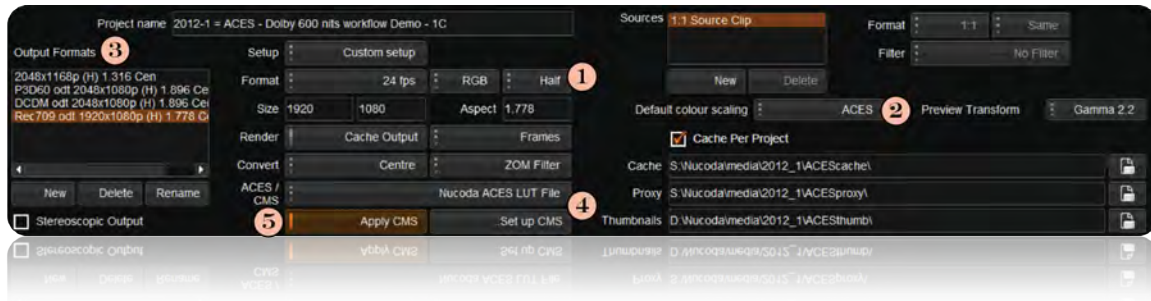 Project name 2012-1 = ACES - Dolby 600 nits workflow Demo - 1C
Output Formats 3
2048x1168p (H) 1.316 Cen
P3D60 odt 2048x1080p (H) 1.896 Ce
DCDM odt 2048x1080p (H) 1.896 Cei
Rec709 odt 1920x1080p (H) 1.778 C
New Delete Rename
Stereoscopic Output
Setup Custom setup
Format 24 fps RGB Half 1
Size 1920 1080 Aspect 1.778
Render Cache Output Frames
Convert Centre ZOM Filter
ACES / CMS Nucoda ACES LUT File
5 Apply CMS Set up CMS 4
Sources 1:1 Source Clip
New Delete
Format 1:1 Same
Filter No Filter
Default colour scaling ACES 2 Preview Transform Gamma 2.2
Cache Per Project
Cache S:\Nucoda\media\2012_1\ACEScache\
Proxy S:\Nucoda\media\2012_1\ACESproxy\
Thumbnails D:\Nucoda\media\2012_1\ACESthumb\